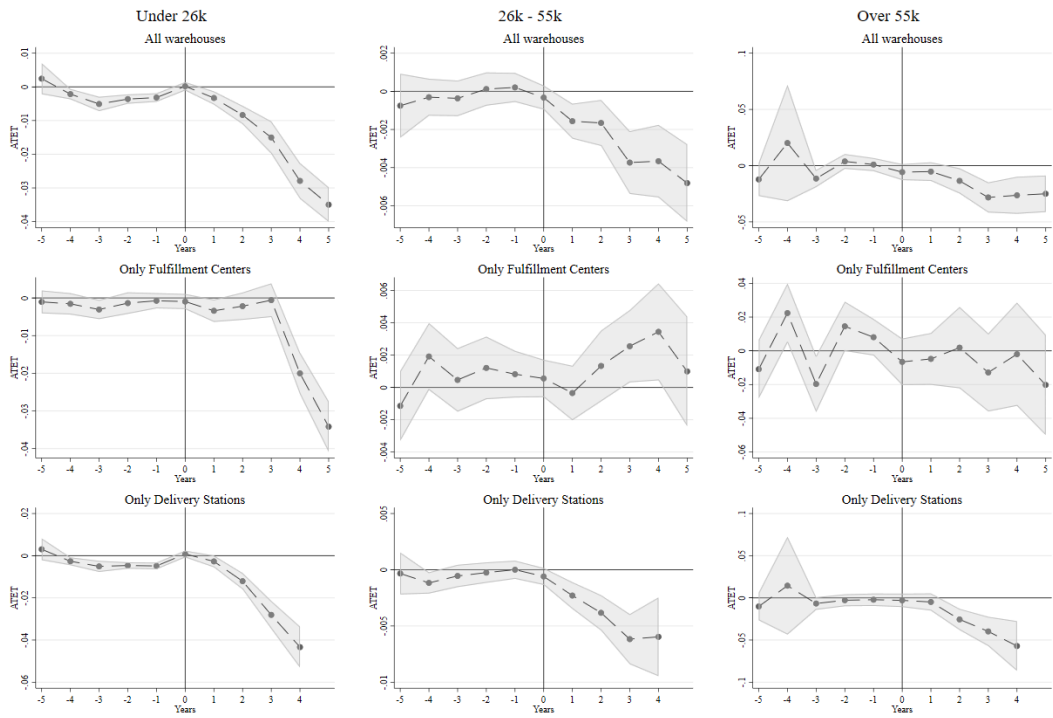 Under 26k
26k - 55k
Over 55k
All warehouses
All warehouses
All warehouses
.01
0
-.01
-.02
-.03
-.04
ATET
-5 -4 -3 -2 -1 0 1 2 3 4 5
Years
.002
0
-.002
-.004
-.006
ATET
-5 -4 -3 -2 -1 0 1 2 3 4 5
Years
.1
.05
0
-.05
ATET
-5 -4 -3 -2 -1 0 1 2 3 4 5
Years
Only Fulfillment Centers
Only Fulfillment Centers
Only Fulfillment Centers
.01
0
-.01
-.02
-.03
-.04
ATET
-5 -4 -3 -2 -1 0 1 2 3 4 5
Years
.006
.004
.002
0
-.002
-.004
ATET
-5 -4 -3 -2 -1 0 1 2 3 4 5
Years
.04
.02
0
-.02
-.04
-.06
ATET
-5 -4 -3 -2 -1 0 1 2 3 4 5
Years
Only Delivery Stations
Only Delivery Stations
Only Delivery Stations
.02
0
-.02
-.04
-.06
ATET
-5 -4 -3 -2 -1 0 1 2 3 4 5
Years
.005
0
-.005
-.01
ATET
-5 -4 -3 -2 -1 0 1 2 3 4 5
Years
.1
.05
0
-.05
-.1
ATET
-5 -4 -3 -2 -1 0 1 2 3 4 5
Years